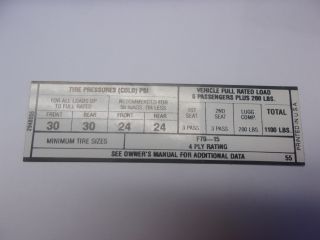 TIRE PRESSURES (COLD) PSI
VEHICLE FULL RATED LOAD
6 PASSENGERS PLUS 200 LBS.
FOR ALL LOADS UP
TO FULL RATED
RECOMMENDED FOR
OR LESS
1ST
SEAT
2ND
SEAT
LUGG
COMP.
TOTAL
FRONT
REAR
FRONT
REAR
30
30
24
24
3 PASS
3 PASS
200 LBS.
1100 LBS.
MINIMUM TIRE SIZES
F70-15
4 PLY RATING
SEE OWNER'S MANUAL FOR ADDITIONAL DATA
55
PRINTED IN U.S.A.